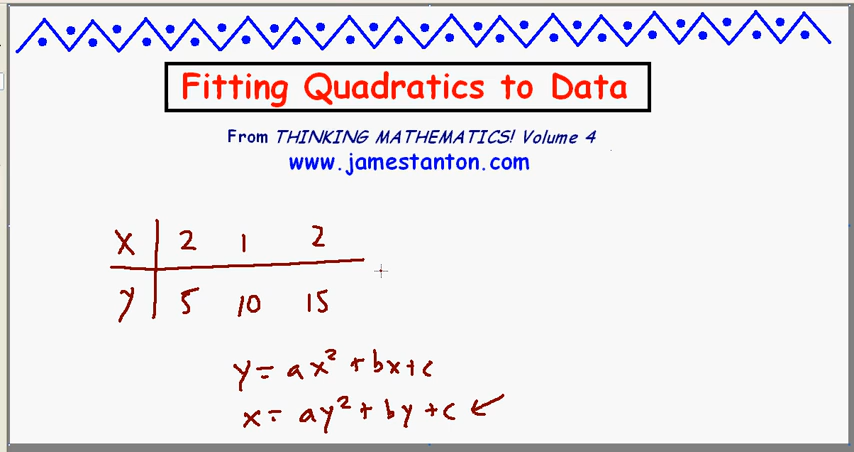 Fitting Quadratics to Data
From THINKING MATHEMATICS! Volume 4
www.jamestanton.com
x 2 1 2
y 5 10 15
y = ax² + bx + c
x = ay² + by + c ↙